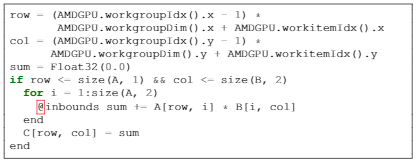 row = (AMDGPU.workgroupIdx().x - 1) *
AMDGPU.workgroupDim().x + AMDGPU.workitemIdx().x
col = (AMDGPU.workgroupIdx().y - 1) *
AMDGPU.workgroupDim().y + AMDGPU.workitemIdx().y
sum = Float32(0.0)
if row <= size(A, 1) && col <= size(B, 2)
for i = 1:size(A, 2)
@inbounds sum += A[row, i] * B[i, col]
end
C[row, col] = sum
end